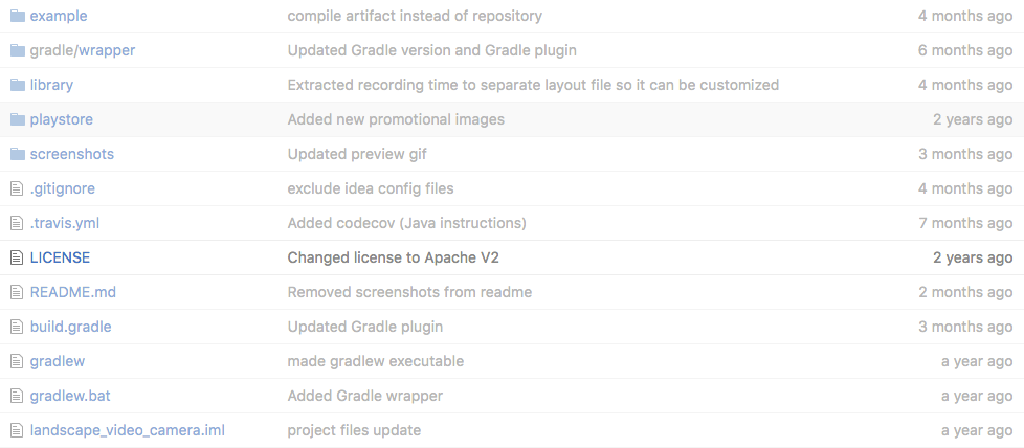 example compile artifact instead of repository 4 months ago
gradle/wrapper Updated Gradle version and Gradle plugin 6 months ago
library Extracted recording time to separate layout file so it can be customized 4 months ago
playstore Added new promotional images 2 years ago
screenshots Updated preview gif 3 months ago
.gitignore exclude idea config files 4 months ago
.travis.yml Added codecov (Java instructions) 7 months ago
LICENSE Changed license to Apache V2 2 years ago
README.md Removed screenshots from readme 2 months ago
build.gradle Updated Gradle plugin 3 months ago
gradlew made gradlew executable a year ago
gradlew.bat Added Gradle wrapper a year ago
landscape_video_camera.iml project files update a year ago